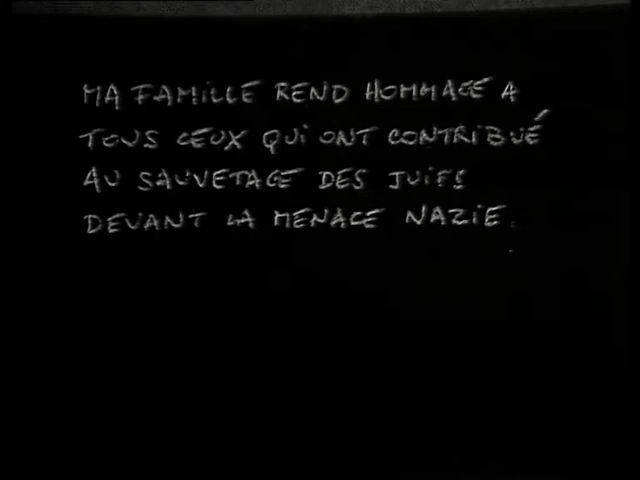 MA FAMILLE REND HOMMAGE A
TOUS CEUX QUI ONT CONTRIBUÉ
AU SAUVETAGE DES JUIFS
DEVANT LA MENACE NAZIE.